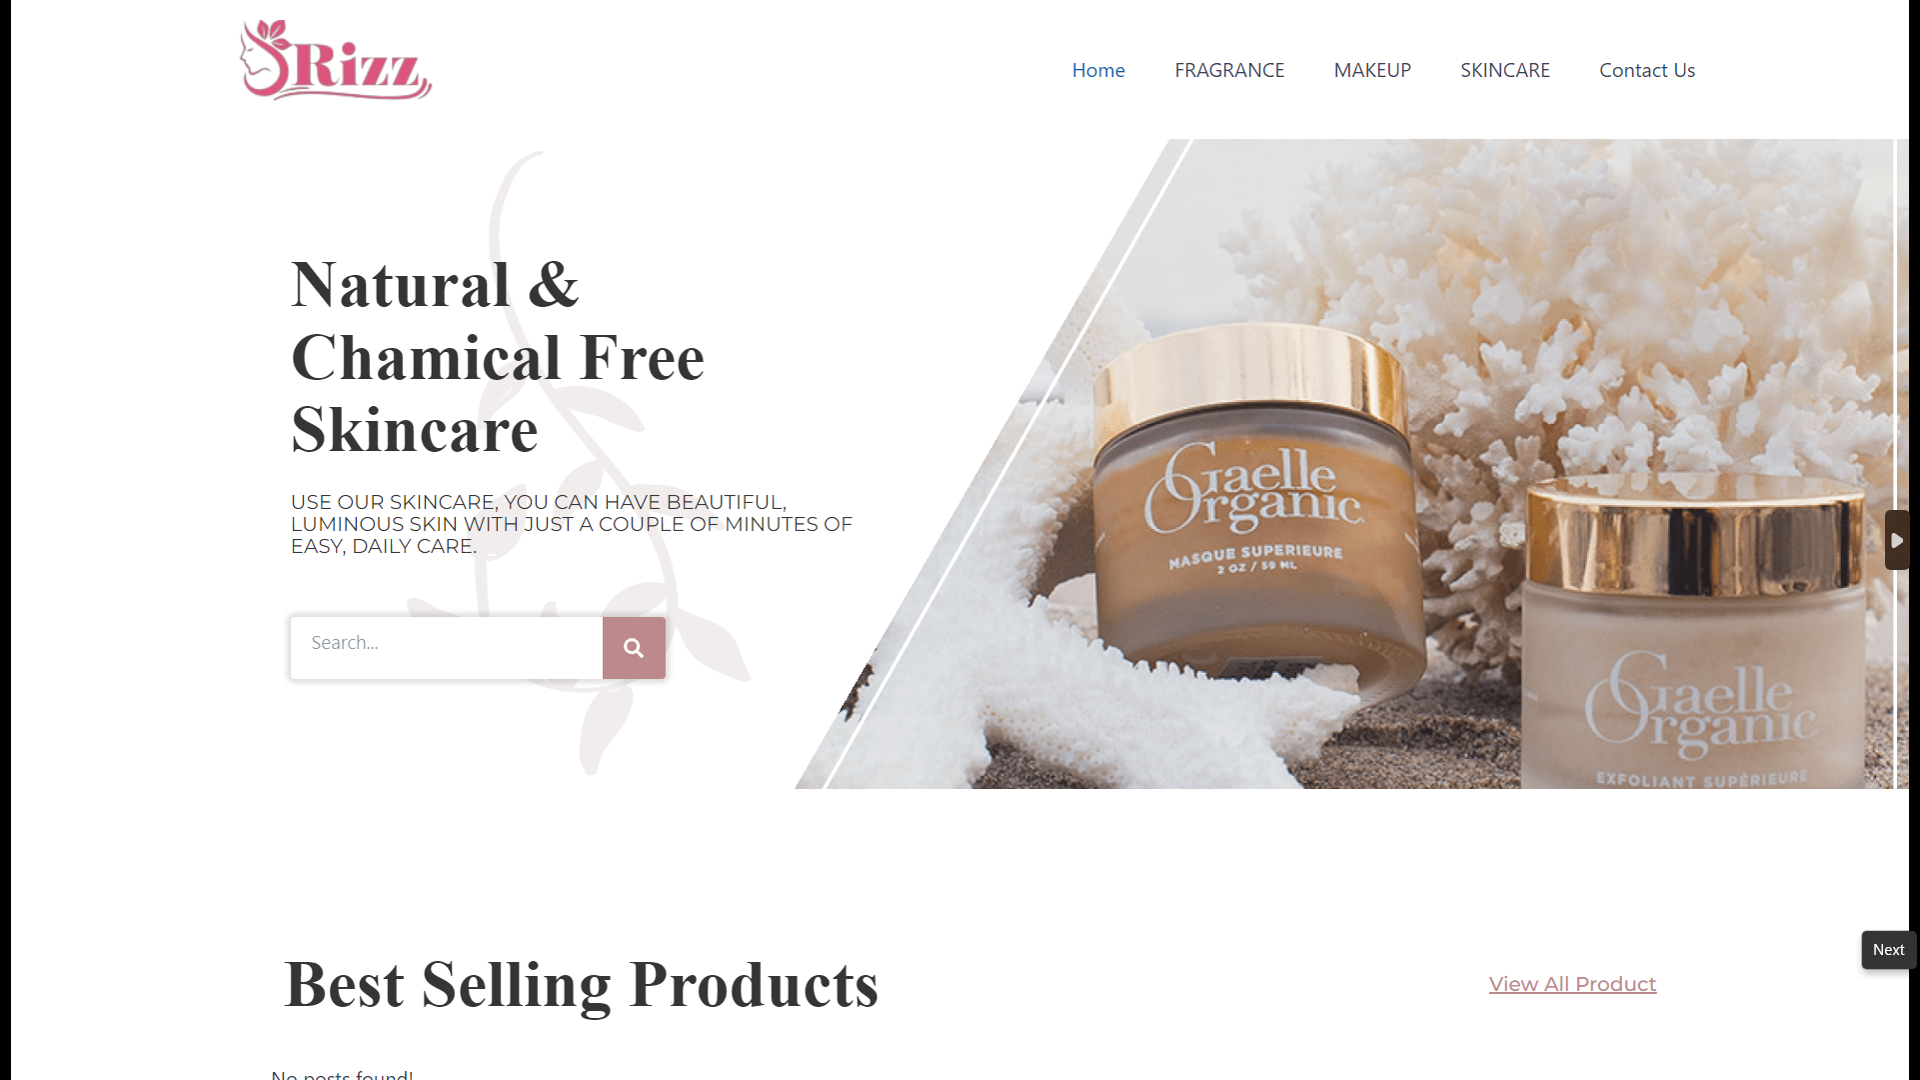 Rizz
Home FRAGRANCE MAKEUP SKINCARE Contact Us
Natural &
Chamical Free
Skincare
USE OUR SKINCARE, YOU CAN HAVE BEAUTIFUL,
LUMINOUS SKIN WITH JUST A COUPLE OF MINUTES OF
EASY, DAILY CARE.
Search...
Gaelle
Organic
MASQUE SUPERIEURE
2 OZ / 59 ML
Gaelle
Organic
EXFOLIANT SUPÉRIEURE
Next
Best Selling Products
View All Product
No posts found!